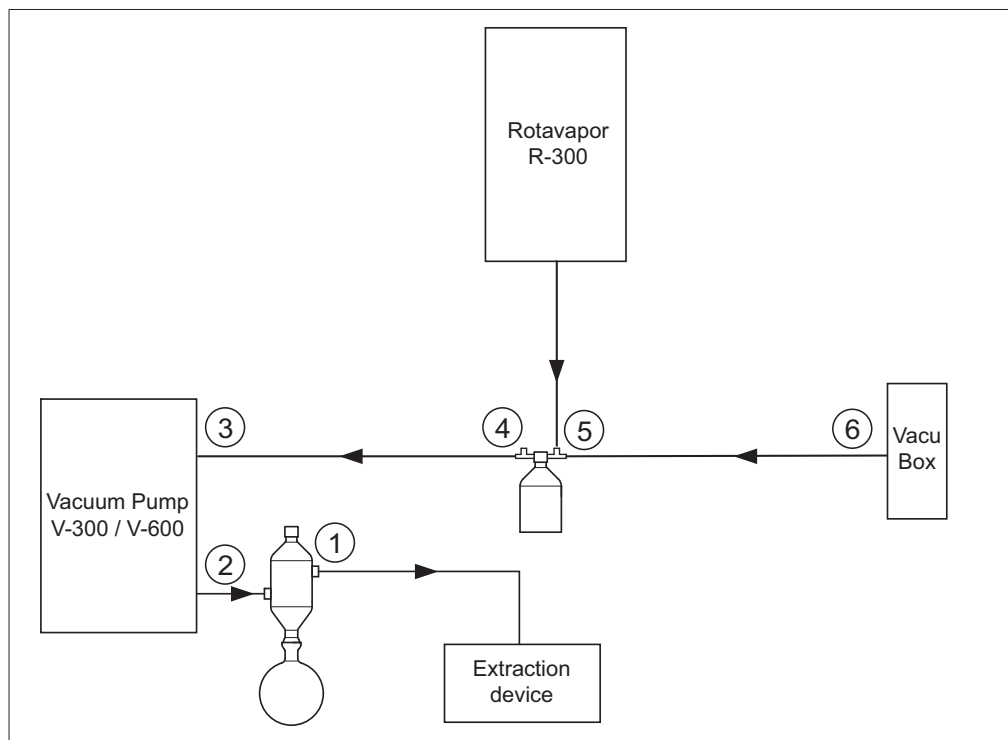 Rotavapor
R-300
3
4
5
6
Vacu
Box
Vacuum Pump
V-300 / V-600
2
1
Extraction
device